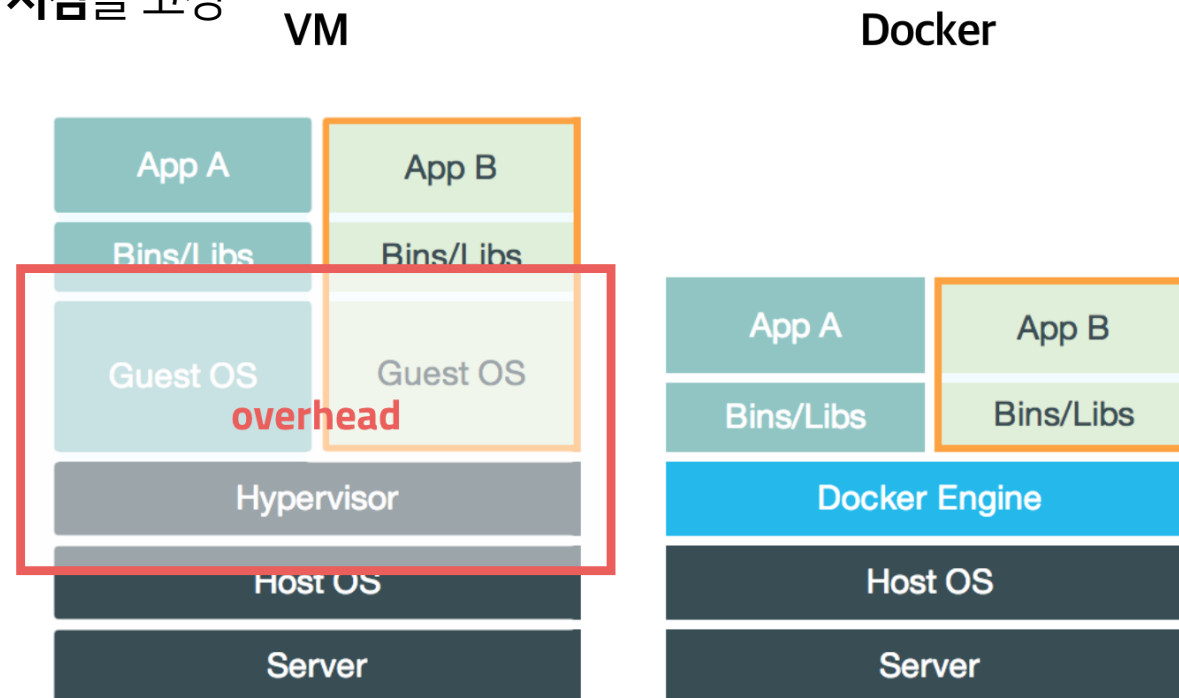 VM
Docker
App A
App B
Bins/Libs
Bins/Libs
Guest OS
Guest OS
overhead
Hypervisor
Host OS
Server
App A
App B
Bins/Libs
Bins/Libs
Docker Engine
Host OS
Server